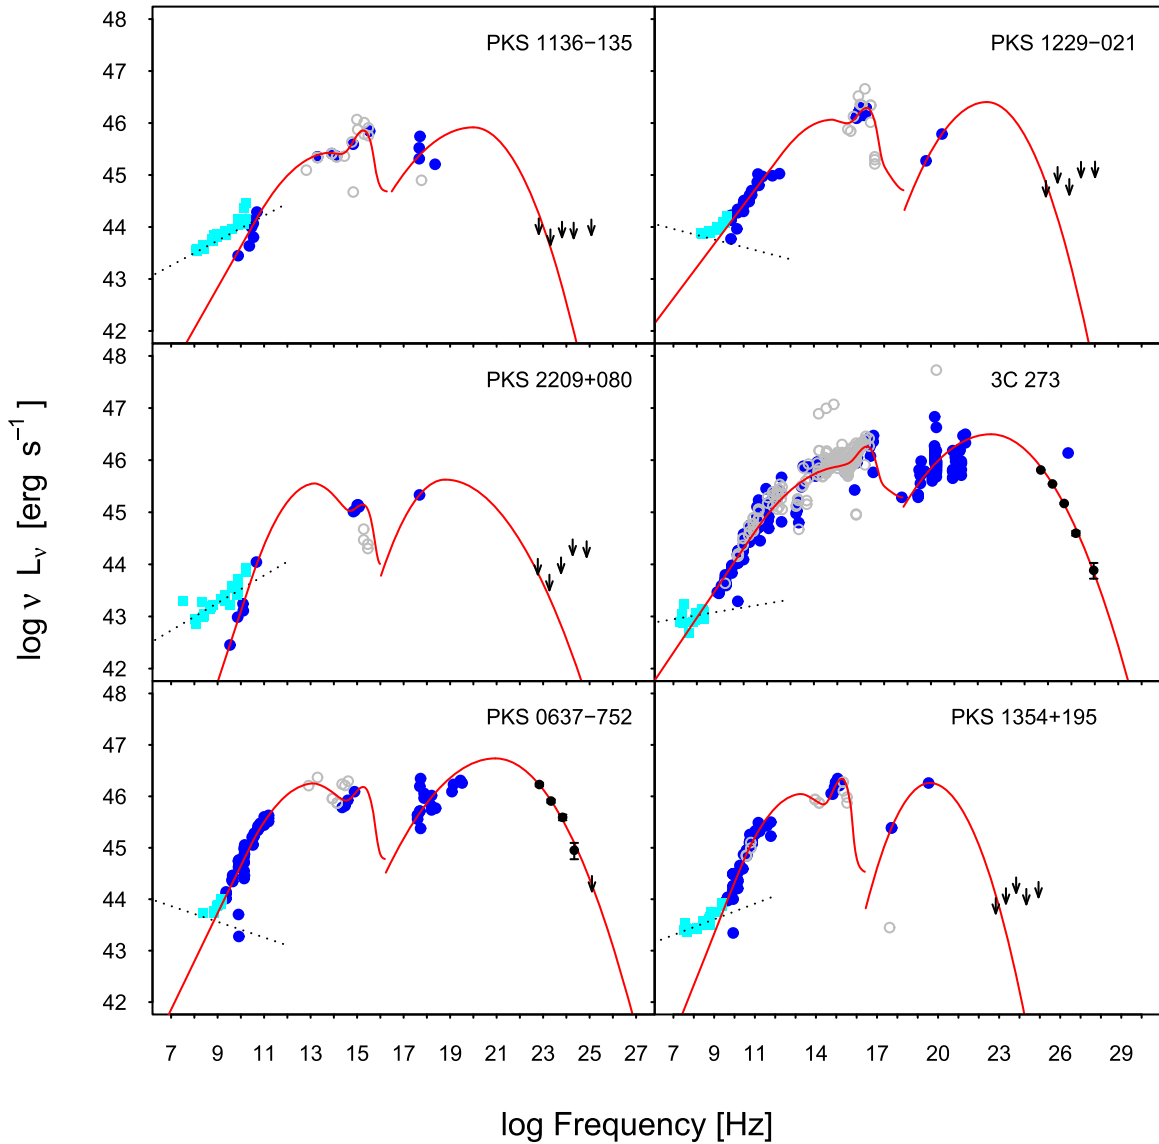 48
47
46
45
44
43
42
PKS 1136−135
PKS 1229−021
48
47
46
45
44
43
42
PKS 2209+080
3C 273
48
47
46
45
44
43
42
PKS 0637−752
PKS 1354+195
log ν Lν [erg s−1 ]
7 9 11 13 15 17 19 21 23 25 27
7 9 11 14 17 20 23 26 29
log Frequency [Hz]